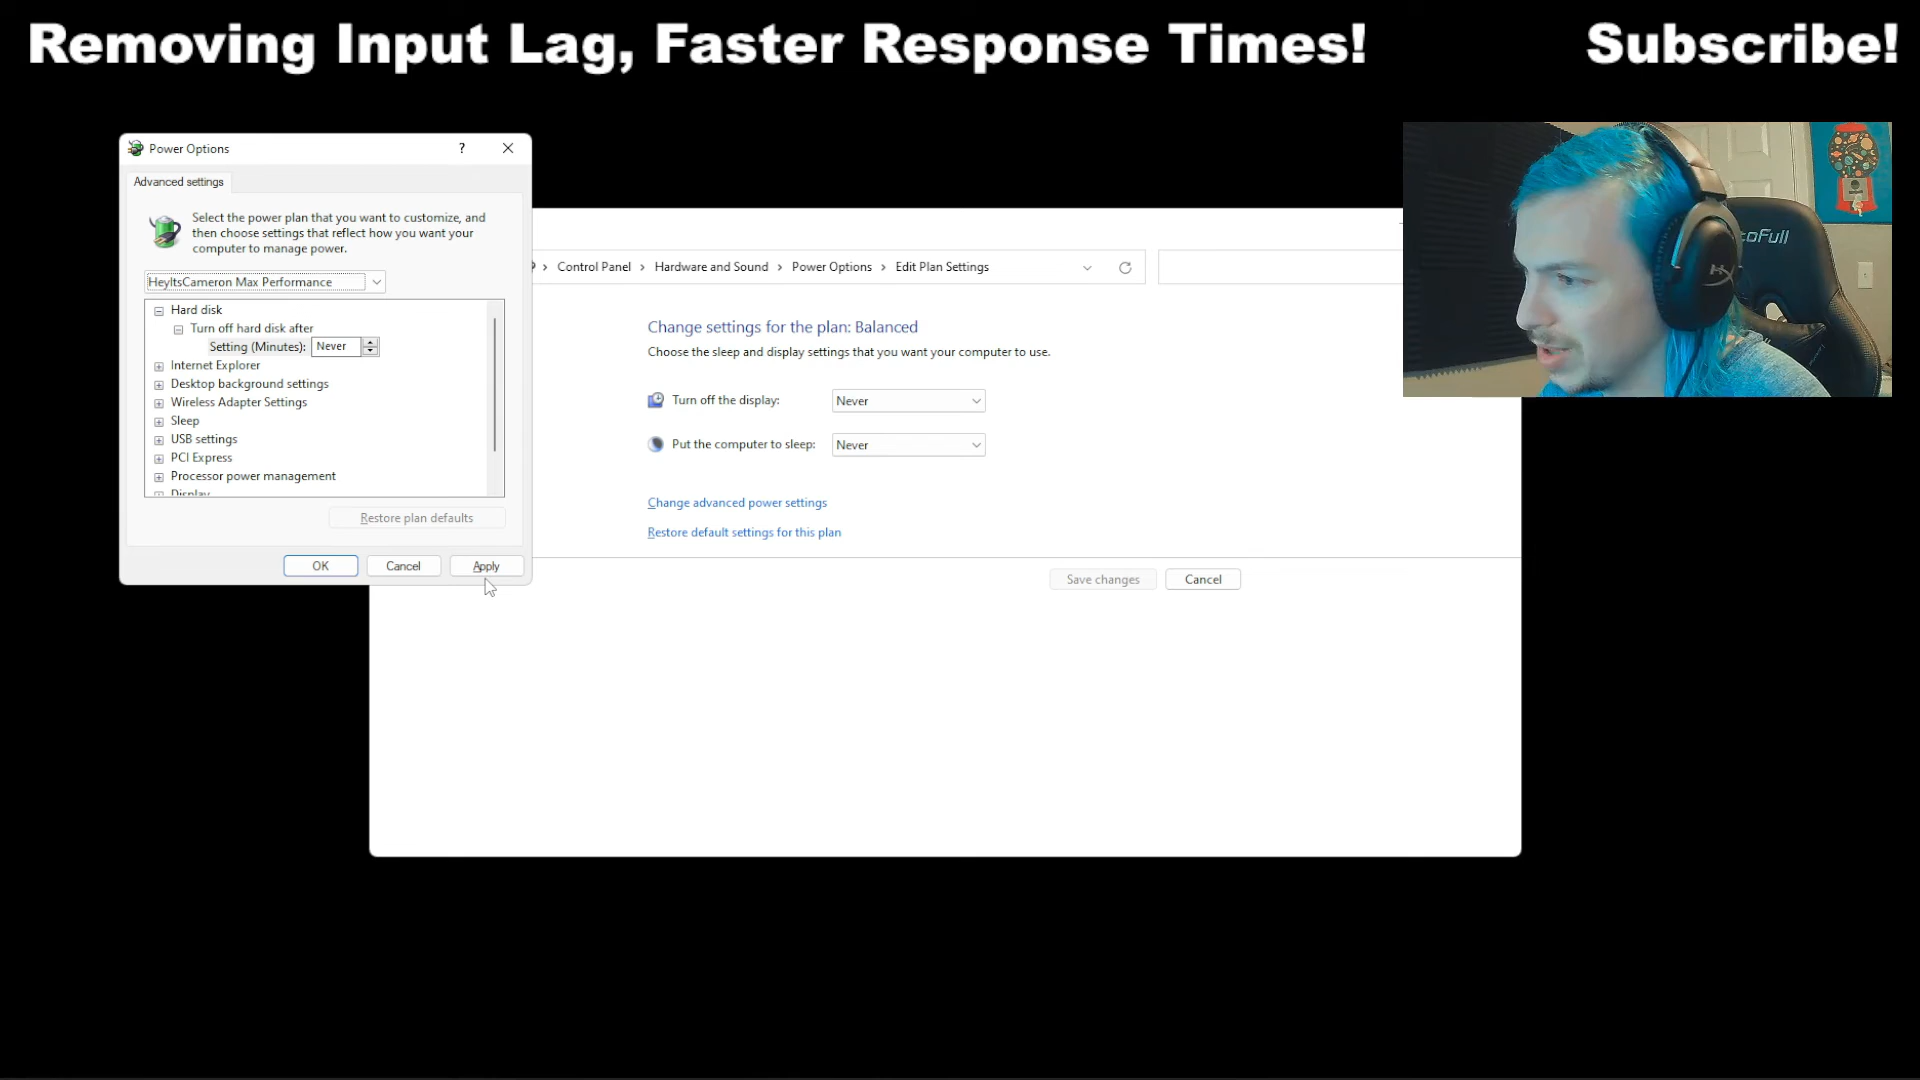 Removing Input Lag, Faster Response Times!
Subscribe!
Power Options
?
Advanced settings
Select the power plan that you want to customize, and
then choose settings that reflect how you want your
computer to manage power.
HeyItsCameron Max Performance
Hard disk
Turn off hard disk after
Setting (Minutes): Never
Internet Explorer
Desktop background settings
Wireless Adapter Settings
Sleep
USB settings
PCI Express
Processor power management
Display
Restore plan defaults
OK
Cancel
Apply
Control Panel > Hardware and Sound > Power Options > Edit Plan Settings
Change settings for the plan: Balanced
Choose the sleep and display settings that you want your computer to use.
Turn off the display: Never
Put the computer to sleep: Never
Change advanced power settings
Restore default settings for this plan
Save changes
Cancel